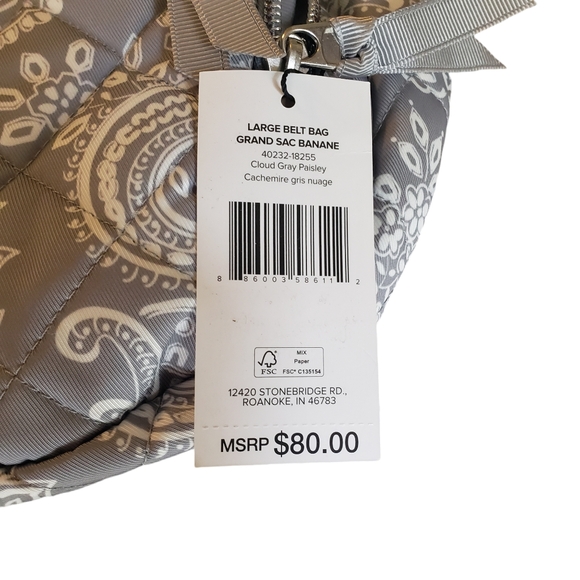 LARGE BELT BAG
GRAND SAC BANANE
40232-18255
Cloud Gray Paisley
Cachemire gris nuage
8 86003 58611 2
FSC
MIX
Paper
FSC® C135154
12420 STONEBRIDGE RD.,
ROANOKE, IN 46783
MSRP $80.00